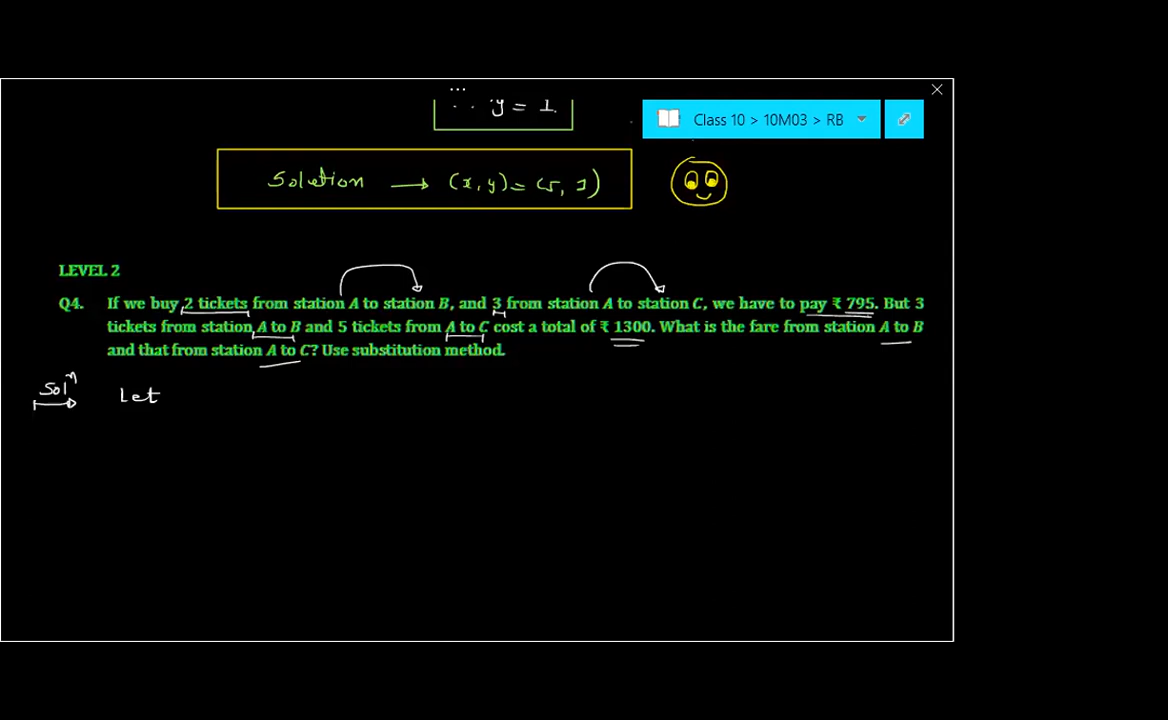 ∴ y = 1.
Class 10 > 10M03 > RB
Solution → (x, y) = (5, 1)
LEVEL 2
Q4. If we buy 2 tickets from station A to station B, and 3 from station A to station C, we have to pay ₹ 795. But 3
tickets from station A to B and 5 tickets from A to C cost a total of ₹ 1300. What is the fare from station A to B
and that from station A to C? Use substitution method.
Solⁿ Let